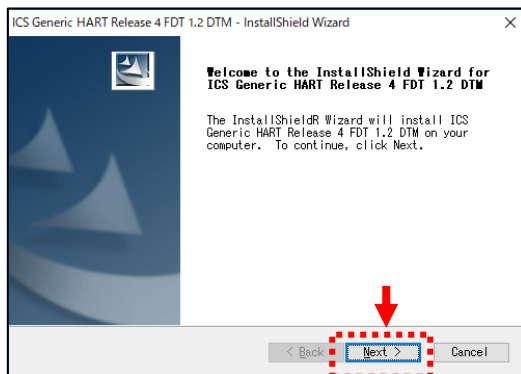 ICS Generic HART Release 4 FDT 1.2 DTM - InstallShield Wizard
Welcome to the InstallShield Wizard for
ICS Generic HART Release 4 FDT 1.2 DTM
The InstallShieldR Wizard will install ICS
Generic HART Release 4 FDT 1.2 DTM on your
computer. To continue, click Next.
< Back
Next >
Cancel